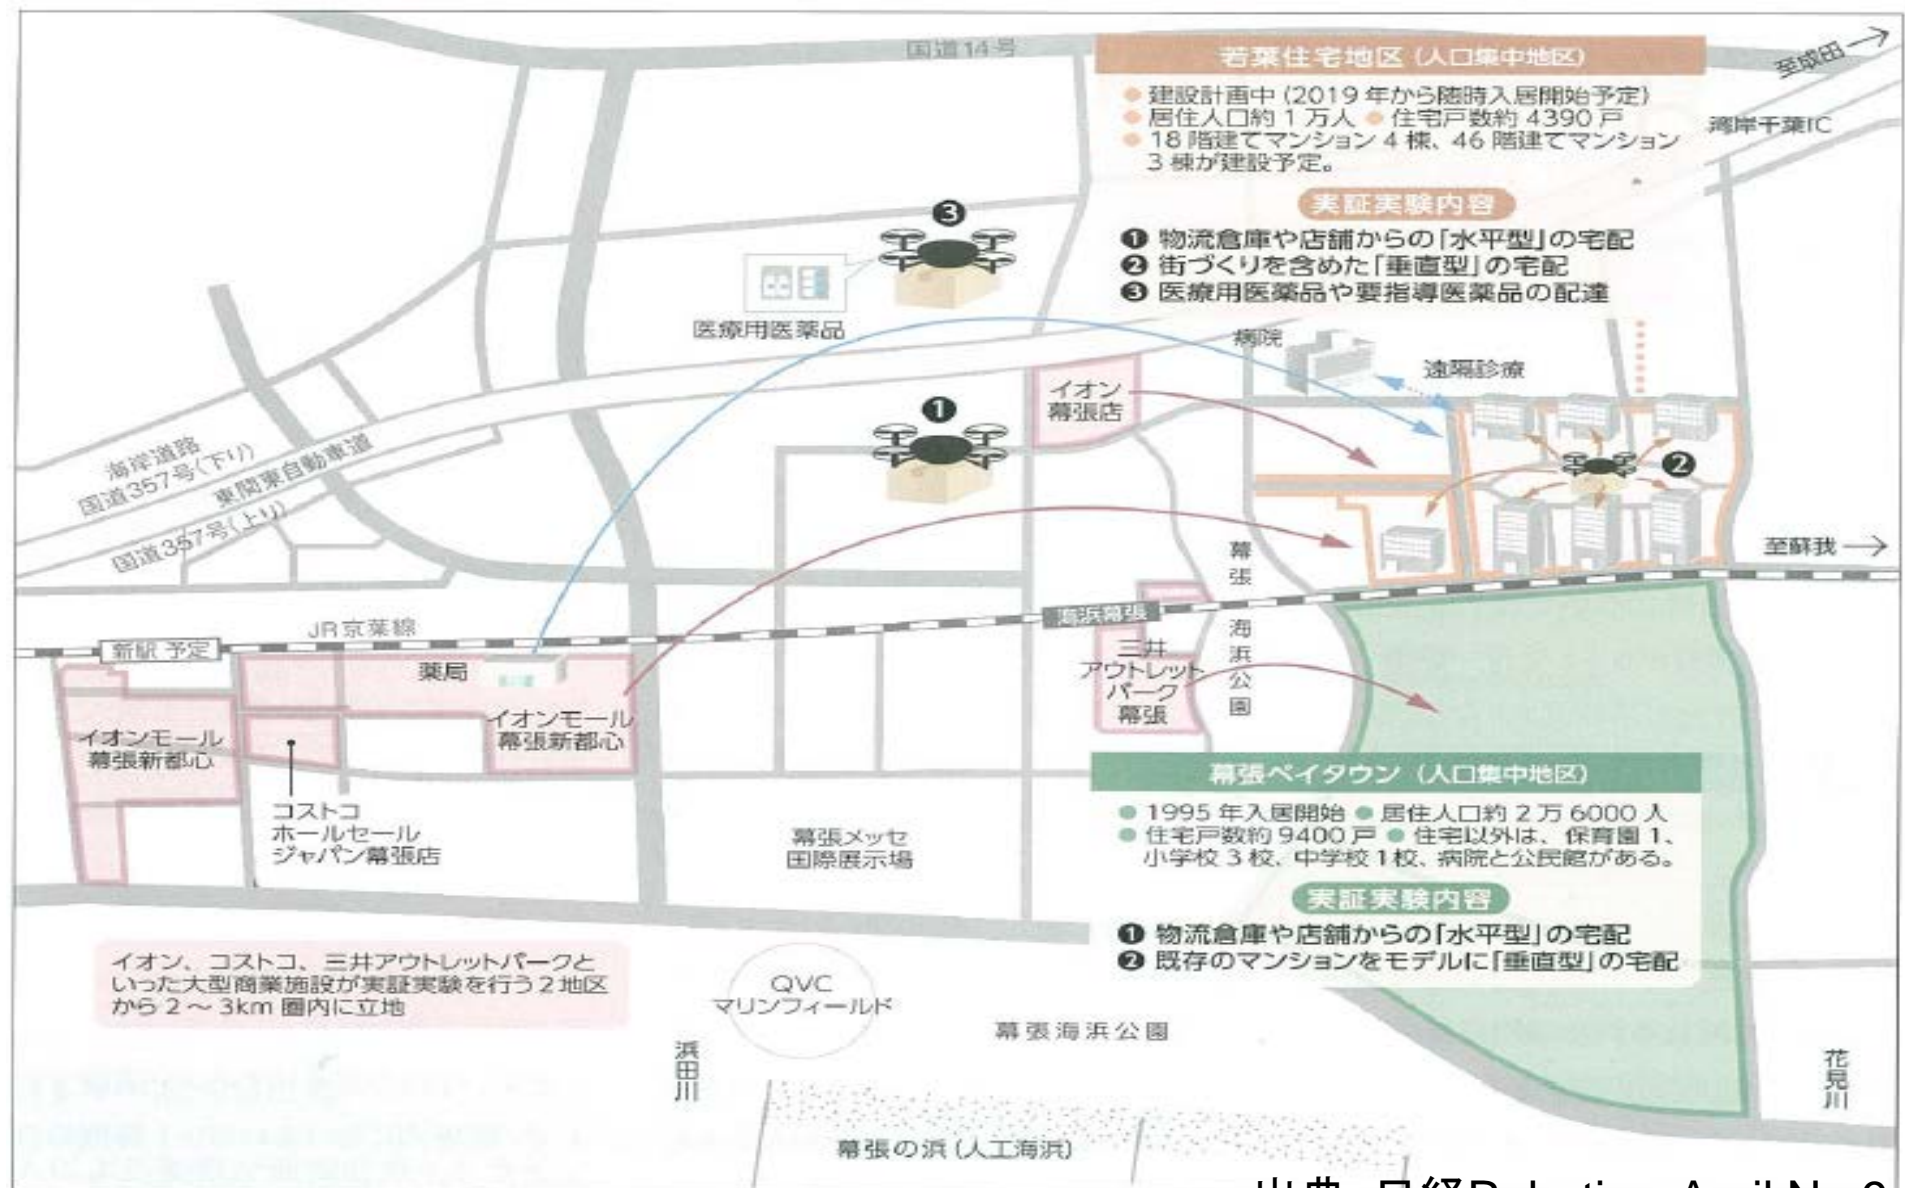 国道14号
若葉住宅地区(人口集中地区)
至成田
建設計画中(2019年から随時入居開始予定)
居住人口約1万人 住宅戸数約4390戸
18階建てマンション4棟、46階建てマンション
3棟が建設予定。
湾岸千葉IC
実証実験内容
❶ 物流倉庫や店舗からの「水平型」の宅配
❷ 街づくりを含めた「垂直型」の宅配
❸ 医療用医薬品や要指導医薬品の配達
❸
医療用医薬品
病院
遠隔診療
イオン
幕張店
❶
❷
海岸道路
国道357号(下り)
東関東自動車道
国道357号(上り)
至蘇我
幕張海浜公園
海浜幕張
JR京葉線
新駅 予定
薬局
イオンモール
幕張新都心
イオンモール
幕張新都心
三井
アウトレット
パーク
幕張
コストコ
ホールセール
ジャパン幕張店
幕張メッセ
国際展示場
幕張ベイタウン(人口集中地区)
1995年入居開始 居住人口約2万6000人
住宅戸数約9400戸 住宅以外は、保育園1、
小学校3校、中学校1校、病院と公民館がある。
実証実験内容
❶ 物流倉庫や店舗からの「水平型」の宅配
❷ 既存のマンションをモデルに「垂直型」の宅配
イオン、コストコ、三井アウトレットパークと
いった大型商業施設が実証実験を行う2地区
から2〜3km圏内に立地
QVC
マリンフィールド
幕張海浜公園
浜田川
花見川
幕張の浜(人工海浜)